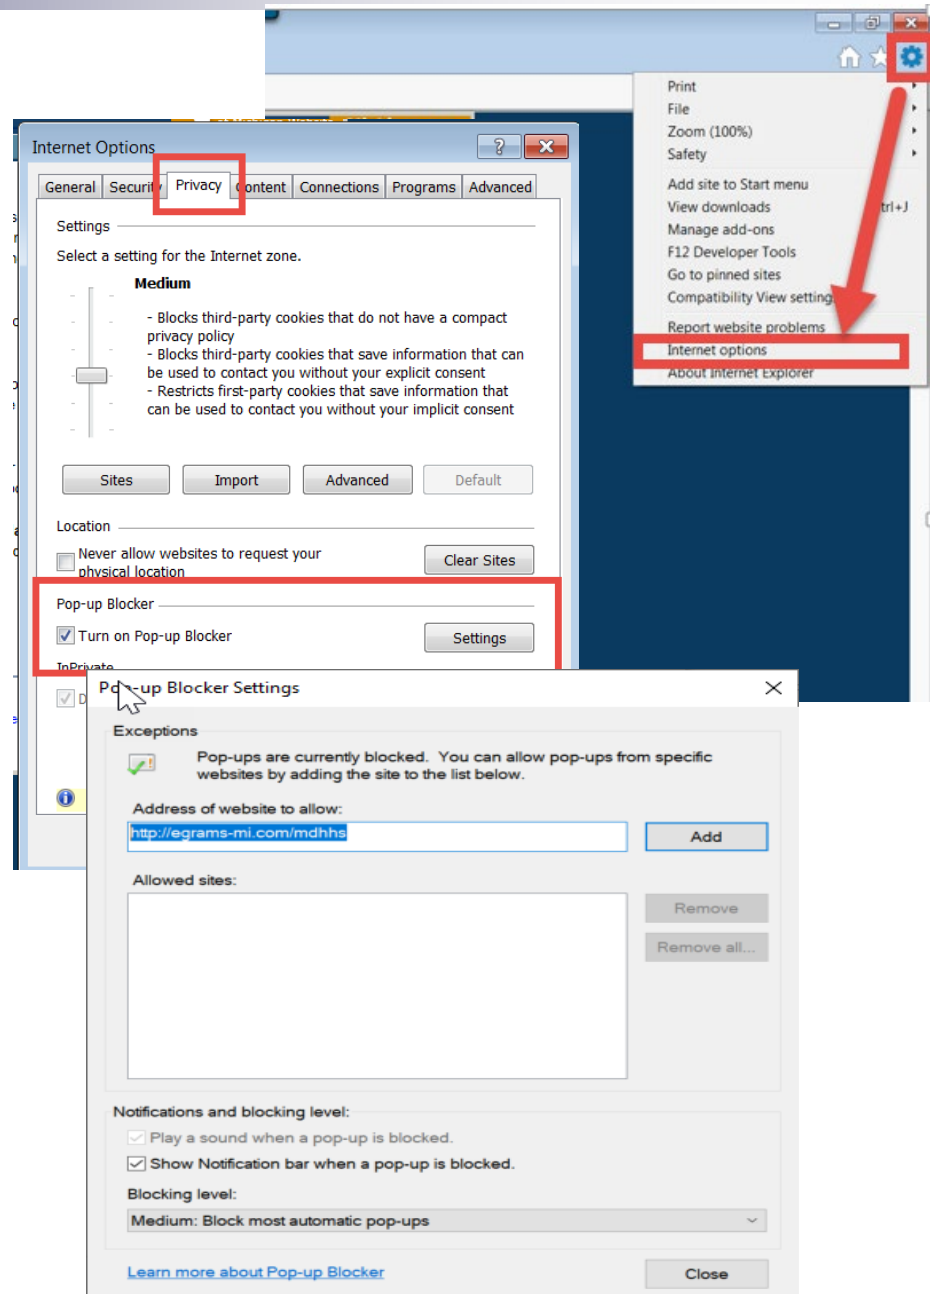 Print
File
Zoom (100%)
Safety
Add site to Start menu
View downloads trl+J
Manage add-ons
F12 Developer Tools
Go to pinned sites
Compatibility View setting
Report website problems
Internet options
About Internet Explorer
Internet Options
General Security Privacy ontent Connections Programs Advanced
Settings
Select a setting for the Internet zone.
Medium
- Blocks third-party cookies that do not have a compact
privacy policy
- Blocks third-party cookies that save information that can
be used to contact you without your explicit consent
- Restricts first-party cookies that save information that
can be used to contact you without your implicit consent
Sites Import Advanced Default
Location
Never allow websites to request your
physical location
Clear Sites
Pop-up Blocker
Turn on Pop-up Blocker Settings
InPrivate
D
Pop-up Blocker Settings
Exceptions
Pop-ups are currently blocked. You can allow pop-ups from specific
websites by adding the site to the list below.
Address of website to allow:
http://egrams-mi.com/mdhhs Add
Allowed sites:
Remove
Remove all...
Notifications and blocking level:
Play a sound when a pop-up is blocked.
Show Notification bar when a pop-up is blocked.
Blocking level:
Medium: Block most automatic pop-ups
Learn more about Pop-up Blocker Close